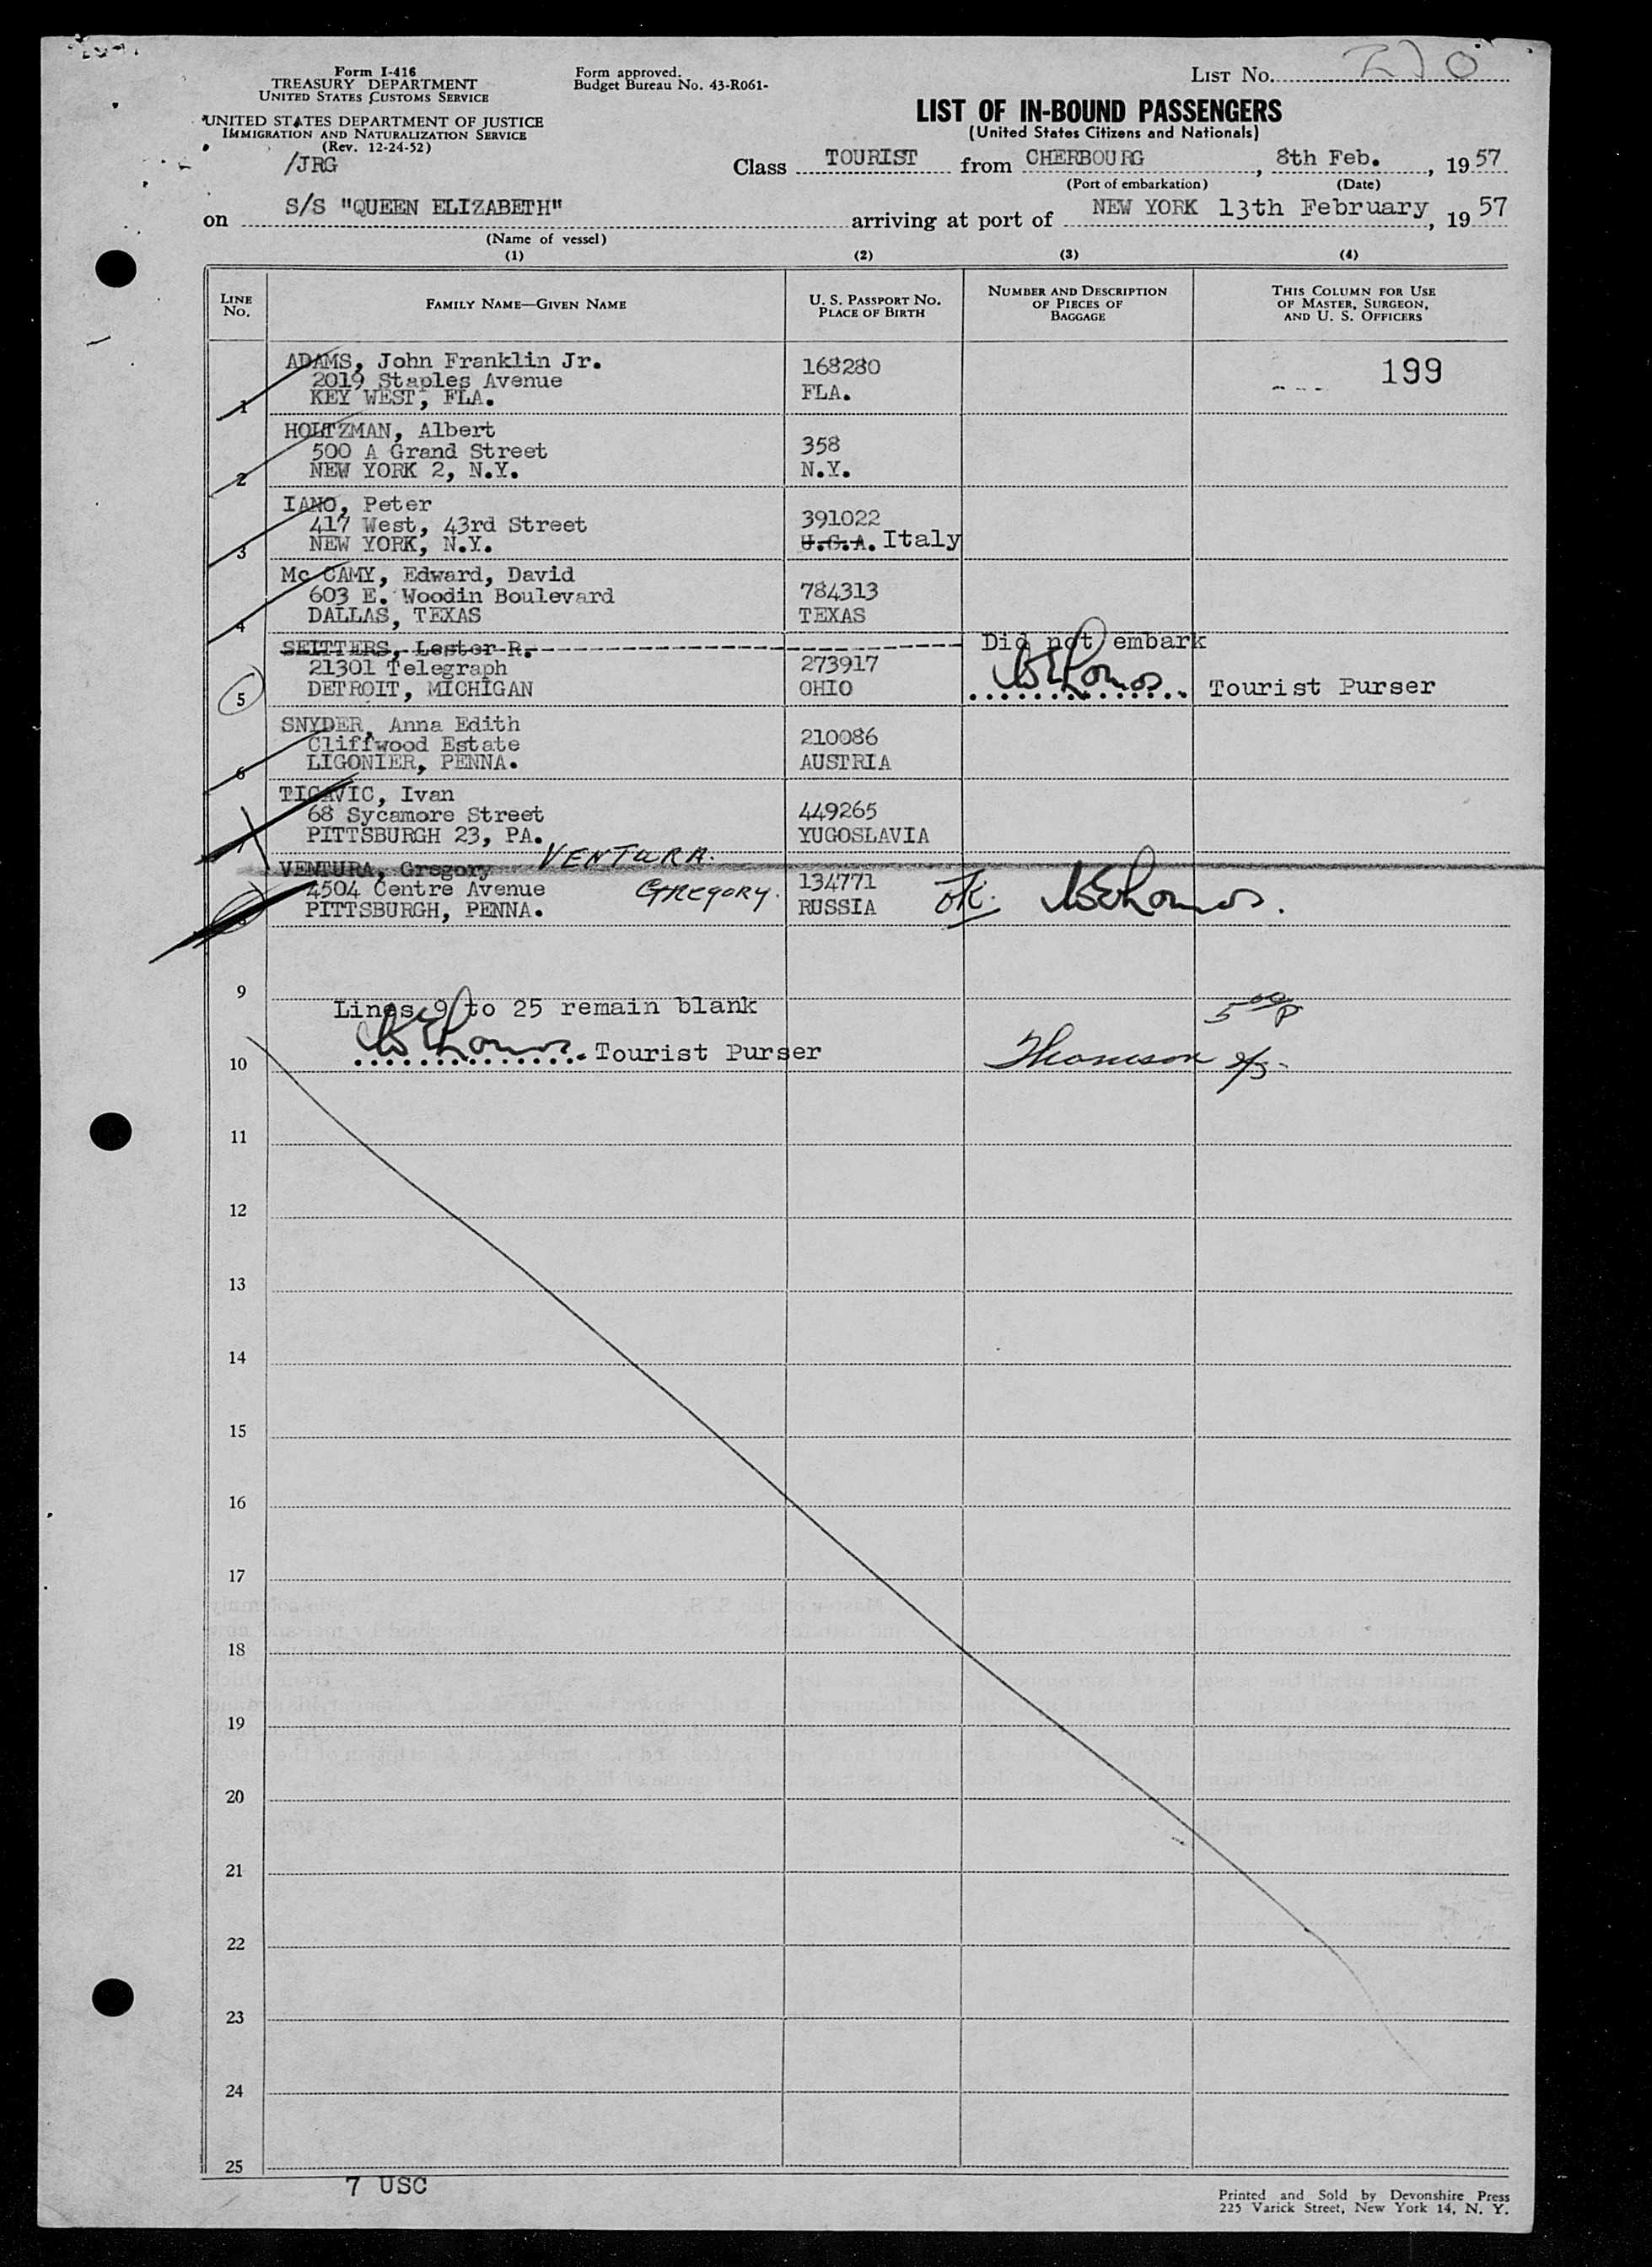 Form I-416
TREASURY DEPARTMENT
UNITED STATES CUSTOMS SERVICE
UNITED STATES DEPARTMENT OF JUSTICE
IMMIGRATION AND NATURALIZATION SERVICE
(Rev. 12-24-52)
/JRG
Form approved.
Budget Bureau No. 43-R061-
LIST No. 270
LIST OF IN-BOUND PASSENGERS
(United States Citizens and Nationals)
Class TOURIST from CHERBOURG, 8th Feb., 1957
(Port of embarkation) (Date)
on S/S "QUEEN ELIZABETH" arriving at port of NEW YORK 13th February, 1957
(Name of vessel)
(1) (2) (3) (4)
LINE No. FAMILY NAME—GIVEN NAME U. S. PASSPORT No. PLACE OF BIRTH NUMBER AND DESCRIPTION OF PIECES OF BAGGAGE THIS COLUMN FOR USE OF MASTER, SURGEON, AND U. S. OFFICERS
ADAMS, John Franklin Jr. 168280 199
2019 Staples Avenue FLA.
1 KEY WEST, FLA.
HOLTZMAN, Albert 358
500 A Grand Street N.Y.
2 NEW YORK 2, N.Y.
IANO, Peter 391022
417 West, 43rd Street U.S.A. Italy
3 NEW YORK, N.Y.
Mc CAMY, Edward, David 784313
603 E. Woodin Boulevard TEXAS
4 DALLAS, TEXAS
SEITTERS, Lester R. Did not embark
21301 Telegraph 273917
5 DETROIT, MICHIGAN OHIO Tourist Purser
SNYDER, Anna Edith 210086
Cliffwood Estate AUSTRIA
6 LIGONIER, PENNA.
TICAVIC, Ivan 449265
68 Sycamore Street YUGOSLAVIA
7 PITTSBURGH 23, PA.
VENTURA, Gregory VENTURA.
4504 Centre Avenue GREGORY. 134771 OK.
8 PITTSBURGH, PENNA. RUSSIA
9
Lines 9 to 25 remain blank 5 00 P
Tourist Purser
10
11
12
13
14
15
16
17
18
19
20
21
22
23
24
25
7 USC
Printed and Sold by Devonshire Press
225 Varick Street, New York 14, N. Y.